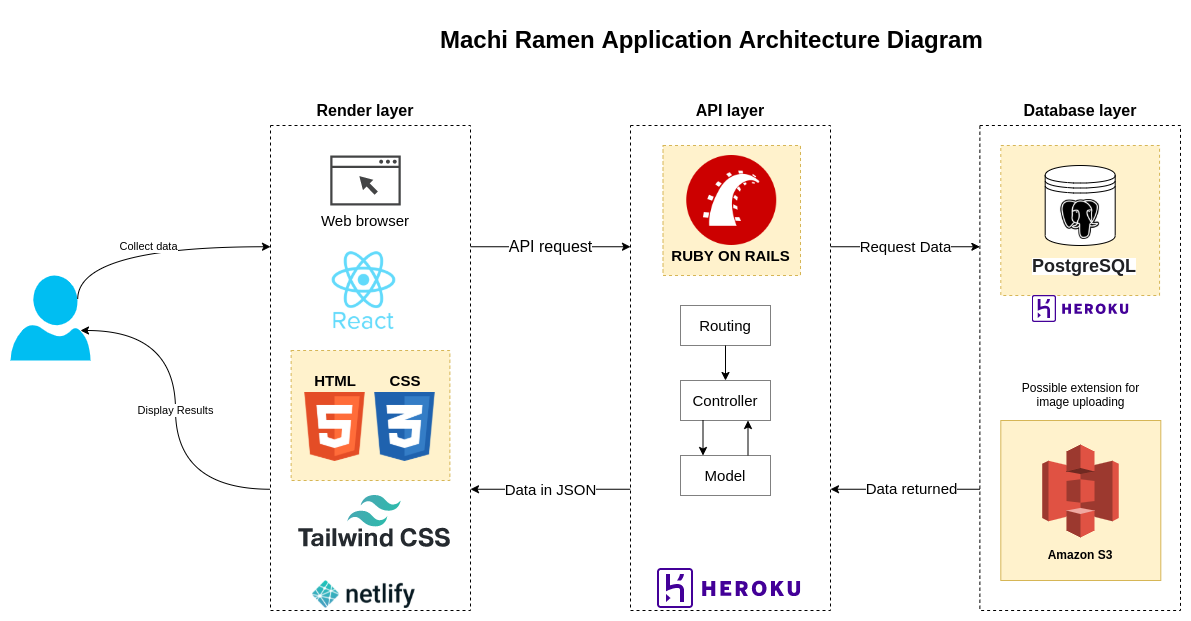 Machi Ramen Application Architecture Diagram
Render layer
API layer
Database layer
Web browser
React
HTML
CSS
5
3
Tailwind CSS
netlify
Collect data
Display Results
API request
Data in JSON
RUBY ON RAILS
Routing
Controller
Model
HEROKU
Request Data
Data returned
PostgreSQL
HEROKU
Possible extension for
image uploading
Amazon S3